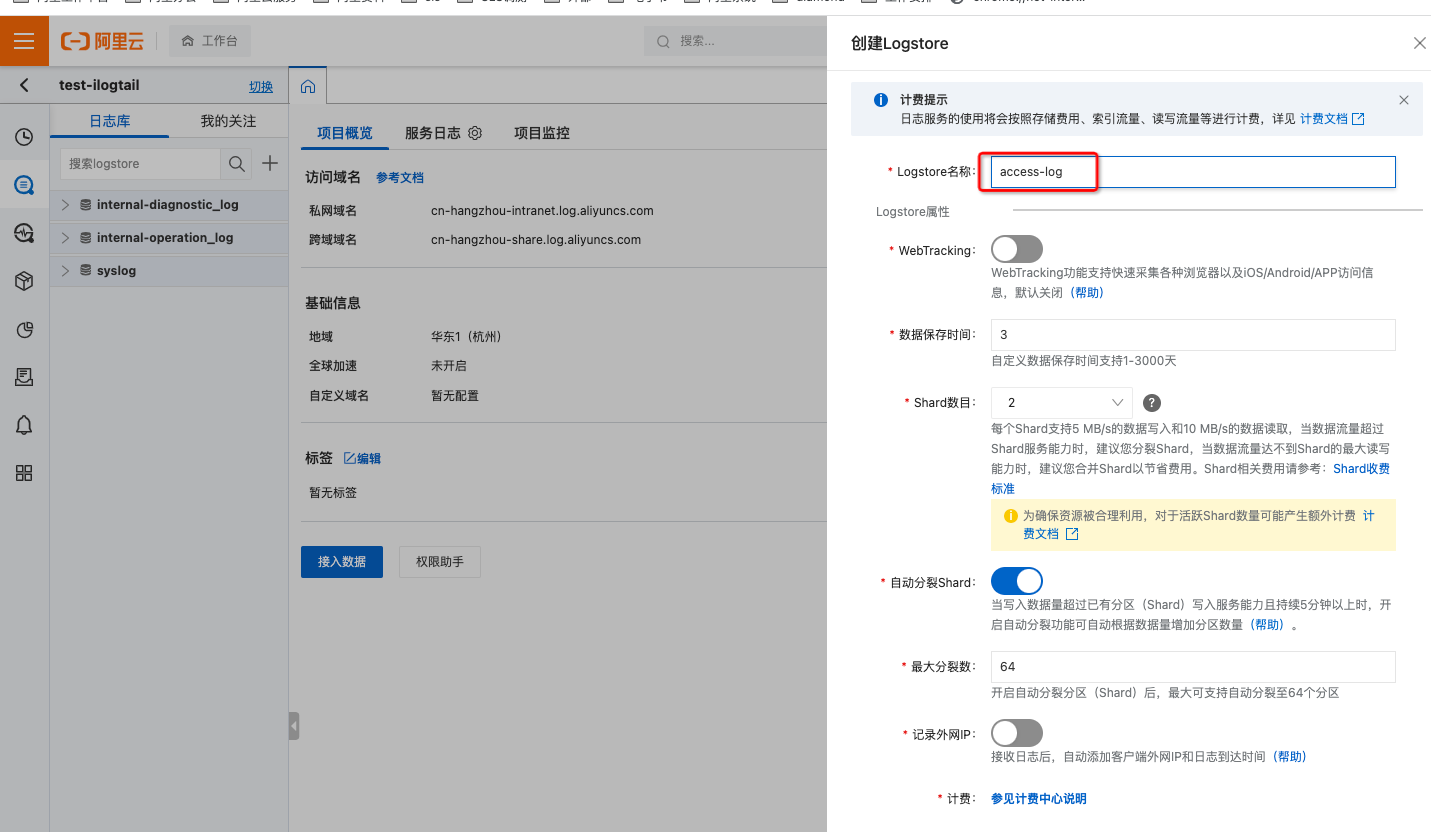 阿里云
工作台
搜索...
test-ilogtail
切换
日志库
我的关注
搜索logstore
internal-diagnostic_log
internal-operation_log
syslog
项目概览
服务日志
项目监控
访问域名
参考文档
私网域名
cn-hangzhou-intranet.log.aliyuncs.com
跨域域名
cn-hangzhou-share.log.aliyuncs.com
基础信息
地域
华东1（杭州）
全球加速
未开启
自定义域名
暂无配置
标签
编辑
暂无标签
接入数据
权限助手
创建Logstore
计费提示
日志服务的使用将会按照存储费用、索引流量、读写流量等进行计费，详见 计费文档
* Logstore名称：
access-log
Logstore属性
* WebTracking：
WebTracking功能支持快速采集各种浏览器以及iOS/Android/APP访问信
息，默认关闭（帮助）
* 数据保存时间：
3
自定义数据保存时间支持1-3000天
* Shard数目：
2
每个Shard支持5 MB/s的数据写入和10 MB/s的数据读取，当数据流量超过
Shard服务能力时，建议您分裂Shard，当数据流量达不到Shard的最大读写
能力时，建议您合并Shard以节省费用。Shard相关费用请参考：Shard收费
标准
为确保资源被合理利用，对于活跃Shard数量可能产生额外计费 计
费文档
* 自动分裂Shard：
当写入数据量超过已有分区（Shard）写入服务能力且持续5分钟以上时，开
启自动分裂功能可自动根据数据量增加分区数量（帮助）。
* 最大分裂数：
64
开启自动分裂分区（Shard）后，最大可支持自动分裂至64个分区
* 记录外网IP：
接收日志后，自动添加客户端外网IP和日志到达时间（帮助）
* 计费：
参见计费中心说明